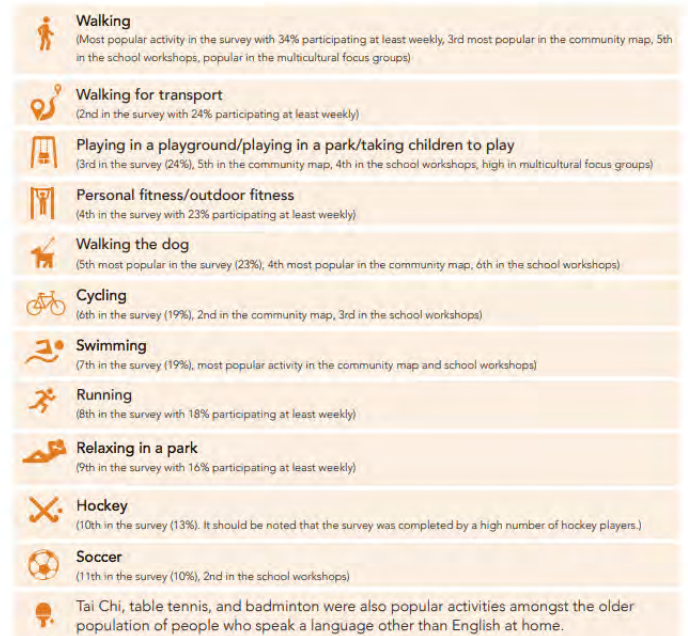 Walking
(Most popular activity in the survey with 34% participating at least weekly, 3rd most popular in the community map, 5th
in the school workshops, popular in the multicultural focus groups)
Walking for transport
(2nd in the survey with 24% participating at least weekly)
Playing in a playground/playing in a park/taking children to play
(3rd in the survey (24%), 5th in the community map, 4th in the school workshops, high in multicultural focus groups)
Personal fitness/outdoor fitness
(4th in the survey with 23% participating at least weekly)
Walking the dog
(5th most popular in the survey (23%), 4th most popular in the community map, 6th in the school workshops)
Cycling
(6th in the survey (19%), 2nd in the community map, 3rd in the school workshops)
Swimming
(7th in the survey (19%), most popular activity in the community map and school workshops)
Running
(8th in the survey with 18% participating at least weekly)
Relaxing in a park
(9th in the survey with 16% participating at least weekly)
Hockey
(10th in the survey (13%). It should be noted that the survey was completed by a high number of hockey players.)
Soccer
(11th in the survey (10%), 2nd in the school workshops)
Tai Chi, table tennis, and badminton were also popular activities amongst the older
population of people who speak a language other than English at home.